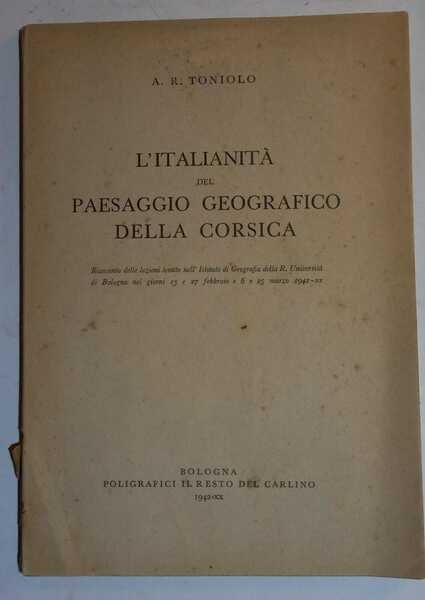 A. R. TONIOLO
L'ITALIANITÀ
DEL
PAESAGGIO GEOGRAFICO
DELLA CORSICA
Riassunto delle lezioni tenute nell' Istituto di Geografia della R. Università
di Bologna nei giorni 13 e 27 febbraio e 6 e 25 marzo 1942-xx
BOLOGNA
POLIGRAFICI IL RESTO DEL CARLINO
1942-xx